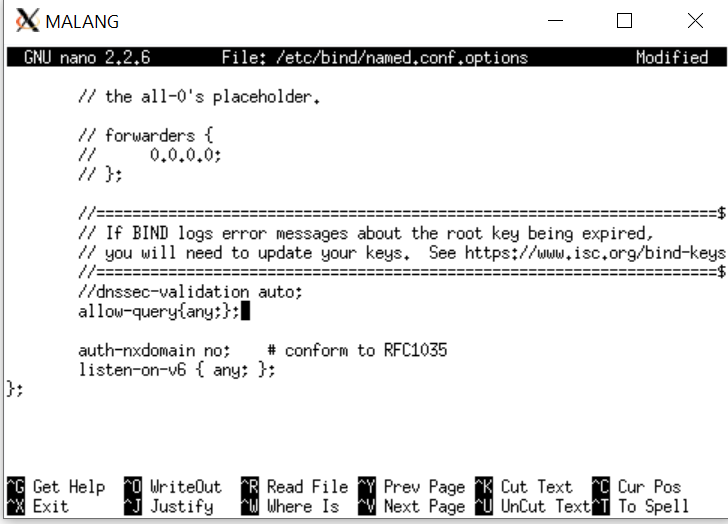 MALANG
GNU nano 2.2.6 File: /etc/bind/named.conf.options Modified
// the all-0's placeholder.
// forwarders {
// 0.0.0.0;
// };
//=====================================================================$
// If BIND logs error messages about the root key being expired,
// you will need to update your keys. See https://www.isc.org/bind-keys
//=====================================================================$
//dnssec-validation auto;
allow-query{any;};
auth-nxdomain no; # conform to RFC1035
listen-on-v6 { any; };
};
^G Get Help ^O WriteOut ^R Read File ^Y Prev Page ^K Cut Text ^C Cur Pos
^X Exit ^J Justify ^W Where Is ^V Next Page ^U UnCut Text ^T To Spell